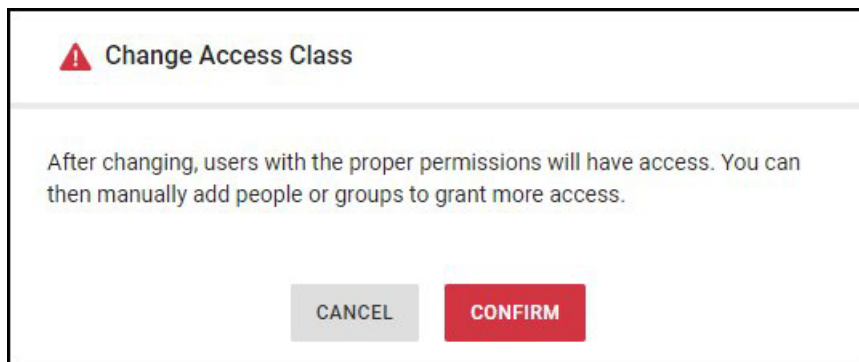 Change Access Class
After changing, users with the proper permissions will have access. You can
then manually add people or groups to grant more access.
CANCEL
CONFIRM